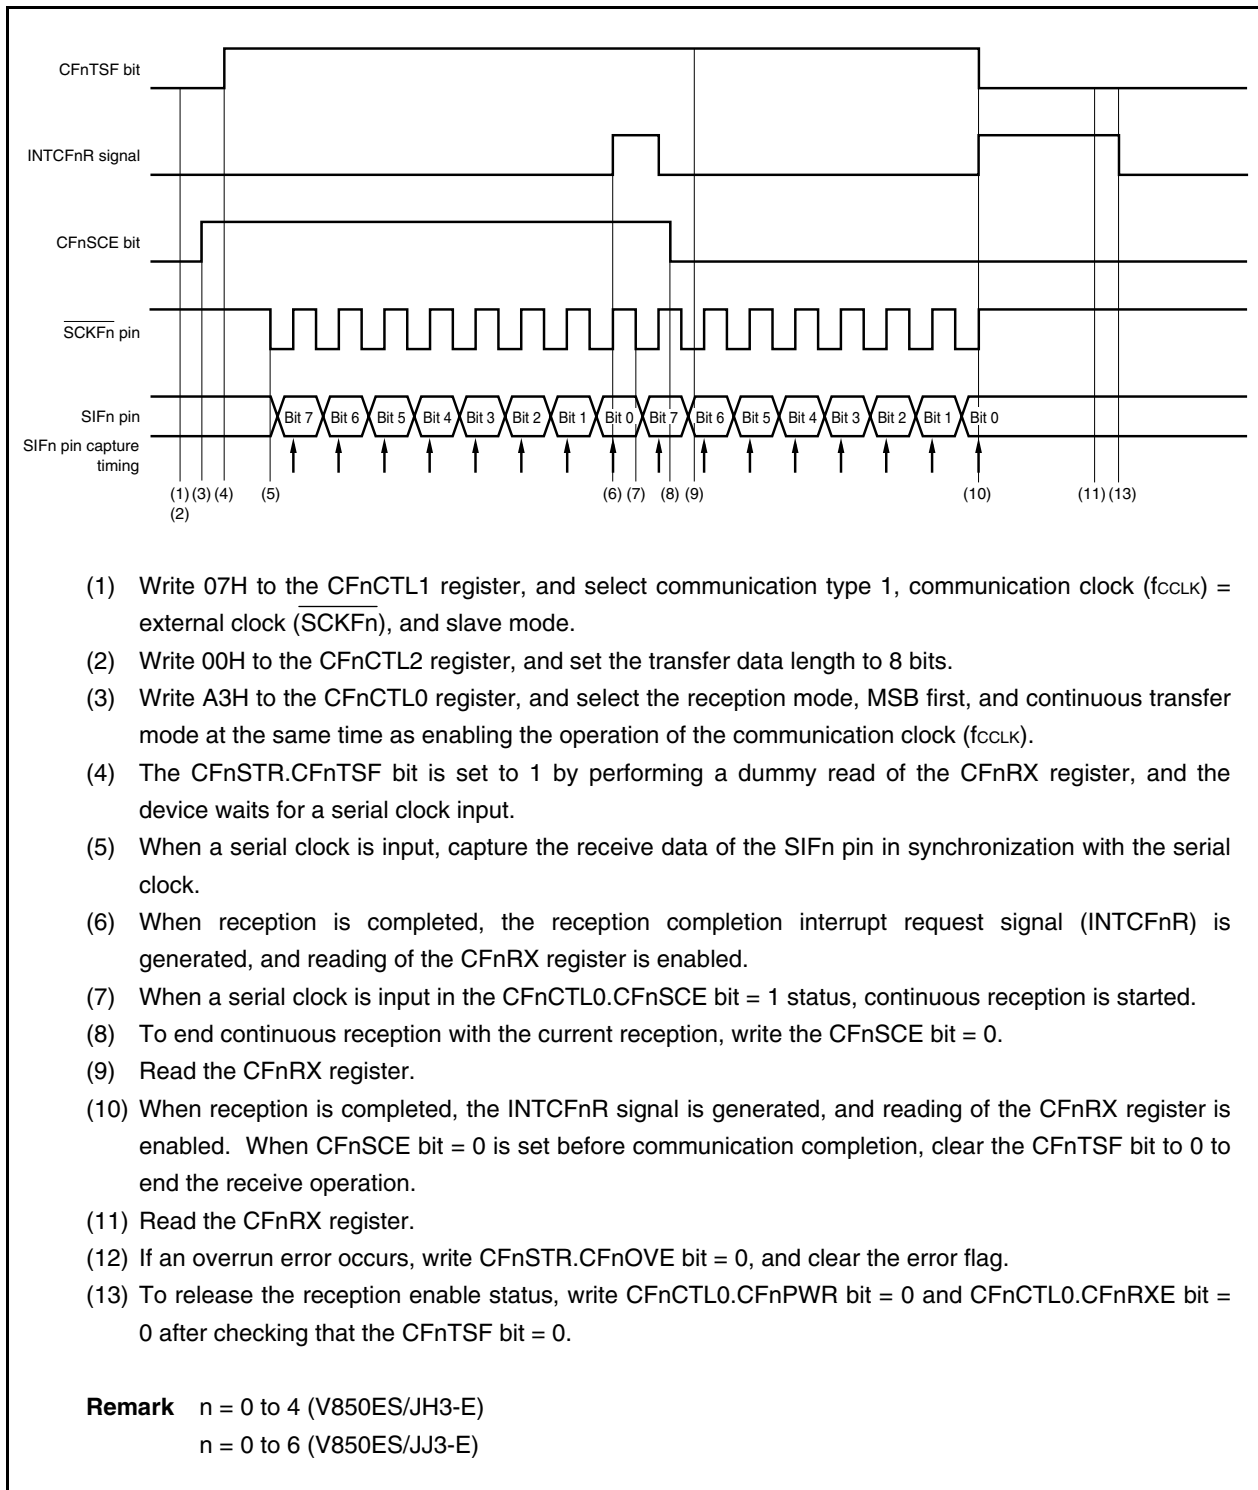 CFnTSF bit
INTCFnR signal
CFnSCE bit
SCKFn pin
SIFn pin
Bit 7 Bit 6 Bit 5 Bit 4 Bit 3 Bit 2 Bit 1 Bit 0 Bit 7 Bit 6 Bit 5 Bit 4 Bit 3 Bit 2 Bit 1 Bit 0
SIFn pin capture
timing
(1) (3) (4) (5) (6) (7) (8) (9) (10) (11) (13)
(2)
(1) Write 07H to the CFnCTL1 register, and select communication type 1, communication clock (fCCLK) =
external clock (SCKFn), and slave mode.
(2) Write 00H to the CFnCTL2 register, and set the transfer data length to 8 bits.
(3) Write A3H to the CFnCTL0 register, and select the reception mode, MSB first, and continuous transfer
mode at the same time as enabling the operation of the communication clock (fCCLK).
(4) The CFnSTR.CFnTSF bit is set to 1 by performing a dummy read of the CFnRX register, and the
device waits for a serial clock input.
(5) When a serial clock is input, capture the receive data of the SIFn pin in synchronization with the serial
clock.
(6) When reception is completed, the reception completion interrupt request signal (INTCFnR) is
generated, and reading of the CFnRX register is enabled.
(7) When a serial clock is input in the CFnCTL0.CFnSCE bit = 1 status, continuous reception is started.
(8) To end continuous reception with the current reception, write the CFnSCE bit = 0.
(9) Read the CFnRX register.
(10) When reception is completed, the INTCFnR signal is generated, and reading of the CFnRX register is
enabled. When CFnSCE bit = 0 is set before communication completion, clear the CFnTSF bit to 0 to
end the receive operation.
(11) Read the CFnRX register.
(12) If an overrun error occurs, write CFnSTR.CFnOVE bit = 0, and clear the error flag.
(13) To release the reception enable status, write CFnCTL0.CFnPWR bit = 0 and CFnCTL0.CFnRXE bit =
0 after checking that the CFnTSF bit = 0.
Remark n = 0 to 4 (V850ES/JH3-E)
n = 0 to 6 (V850ES/JJ3-E)